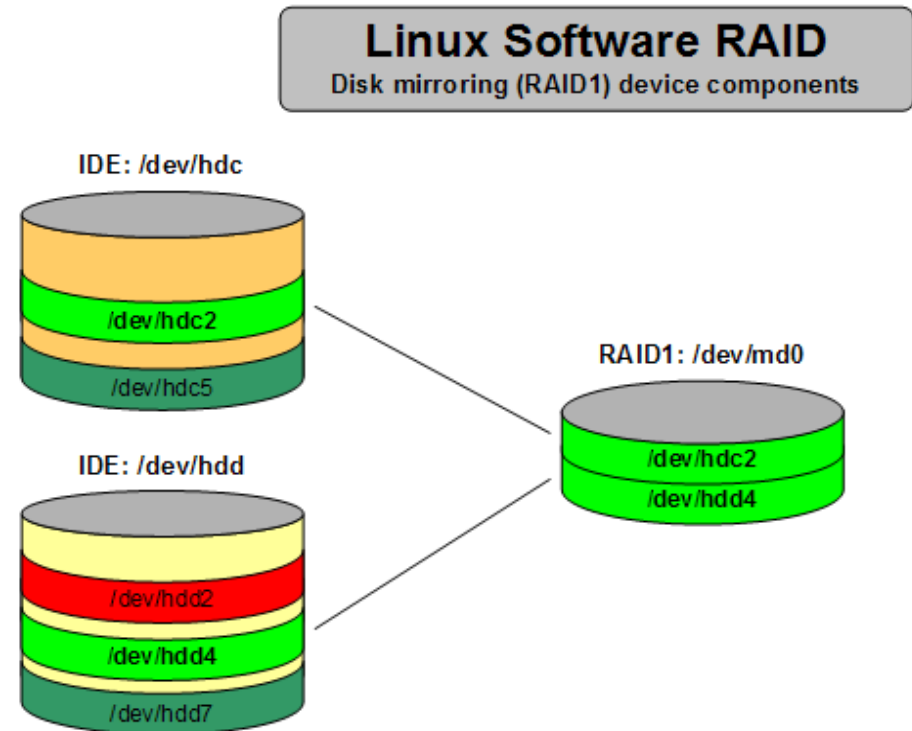 Linux Software RAID
Disk mirroring (RAID1) device components
IDE: /dev/hdc
/dev/hdc2
/dev/hdc5
IDE: /dev/hdd
/dev/hdd2
/dev/hdd4
/dev/hdd7
RAID1: /dev/md0
/dev/hdc2
/dev/hdd4